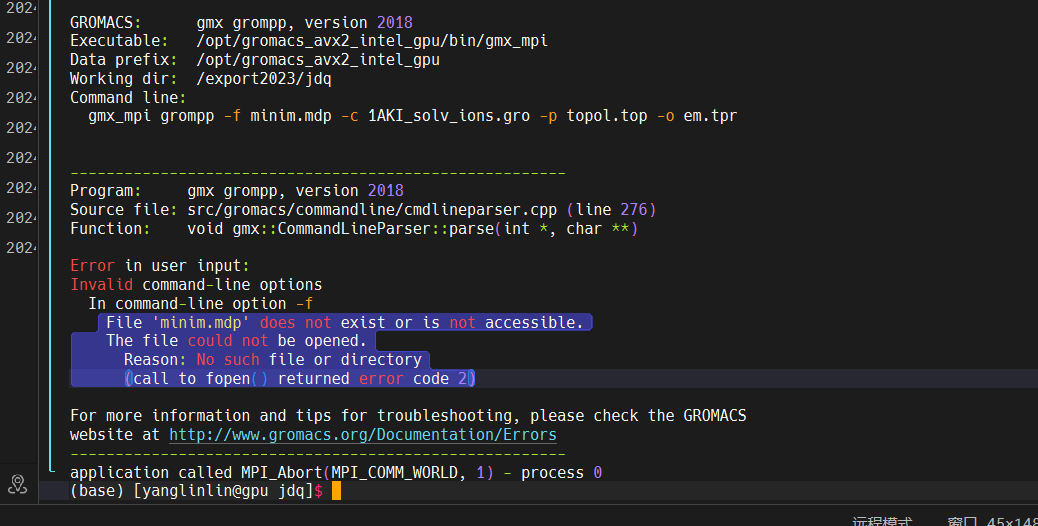 2024
GROMACS:      gmx grompp, version 2018
2024
Executable:   /opt/gromacs_avx2_intel_gpu/bin/gmx_mpi
Data prefix:  /opt/gromacs_avx2_intel_gpu
2024
Working dir:  /export2023/jdq
2024
Command line:
  gmx_mpi grompp -f minim.mdp -c 1AKI_solv_ions.gro -p topol.top -o em.tpr
2024
2024
-------------------------------------------------------
2024
Program:     gmx grompp, version 2018
Source file: src/gromacs/commandline/cmdlineparser.cpp (line 276)
2024
Function:    void gmx::CommandLineParser::parse(int *, char **)
2024
Error in user input:
Invalid command-line options
  In command-line option -f
    File 'minim.mdp' does not exist or is not accessible.
    The file could not be opened.
      Reason: No such file or directory
      (call to fopen() returned error code 2)
For more information and tips for troubleshooting, please check the GROMACS
website at http://www.gromacs.org/Documentation/Errors
-------------------------------------------------------
application called MPI_Abort(MPI_COMM_WORLD, 1) - process 0
(base) [yanglinlin@gpu jdq]$
远程模式 窗口 45×148